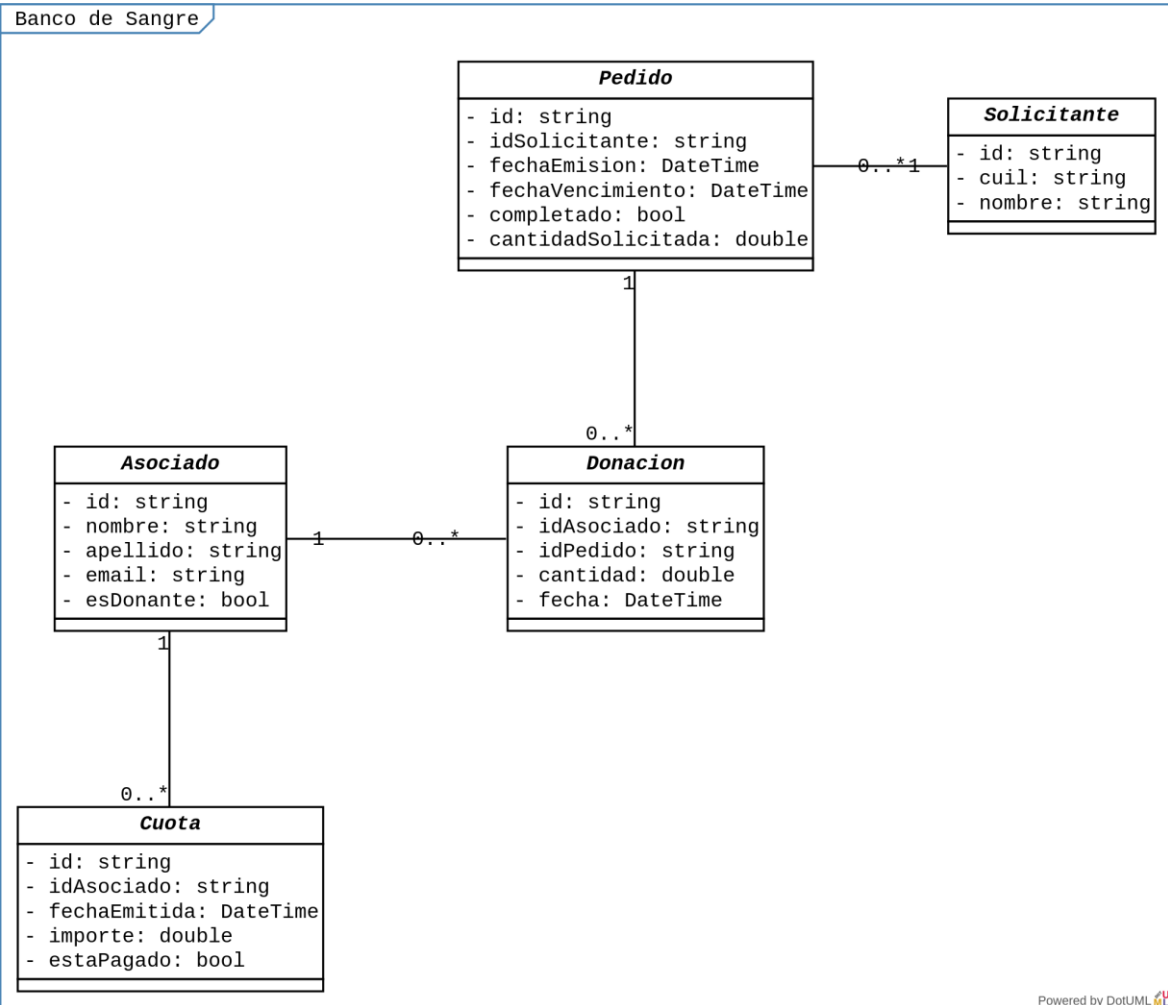 Banco de Sangre
Pedido
- id: string
- idSolicitante: string
- fechaEmision: DateTime
- fechaVencimiento: DateTime
- completado: bool
- cantidadSolicitada: double
0..*1
Solicitante
- id: string
- cuil: string
- nombre: string
1
0..*
Asociado
- id: string
- nombre: string
- apellido: string
- email: string
- esDonante: bool
1
0..*
Donacion
- id: string
- idAsociado: string
- idPedido: string
- cantidad: double
- fecha: DateTime
1
0..*
Cuota
- id: string
- idAsociado: string
- fechaEmitida: DateTime
- importe: double
- estaPagado: bool
Powered by DotUML